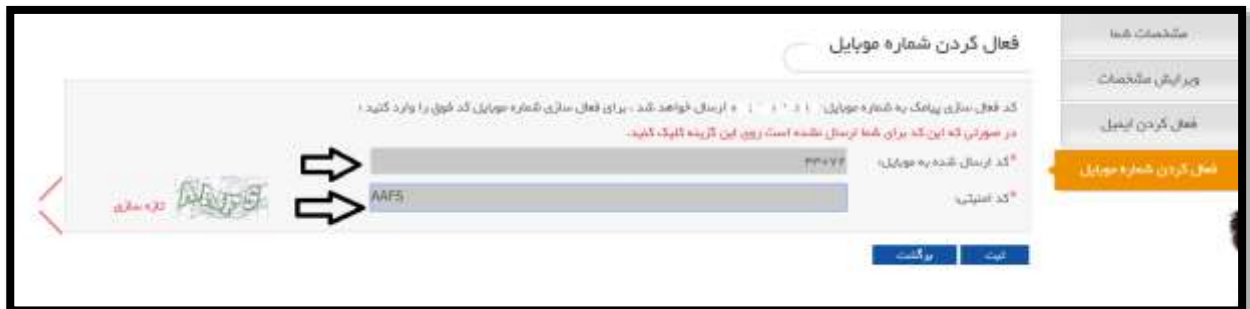 مشخصات شما
ویرایش مشخصات
فعال کردن ایمیل
فعال کردن شماره موبایل
فعال کردن شماره موبایل
کد فعال سازی پیامک به شماره موبایل: ارسال خواهد شد ، برای فعال سازی شماره موبایل کد فوق را وارد کنید :
در صورتی که این کد برای شما ارسال نشده است روی این گزینه کلیک کنید.
*کد ارسال شده به موبایل:
*کد امنیتی: AAF5
تازه سازی
ثبت برگشت